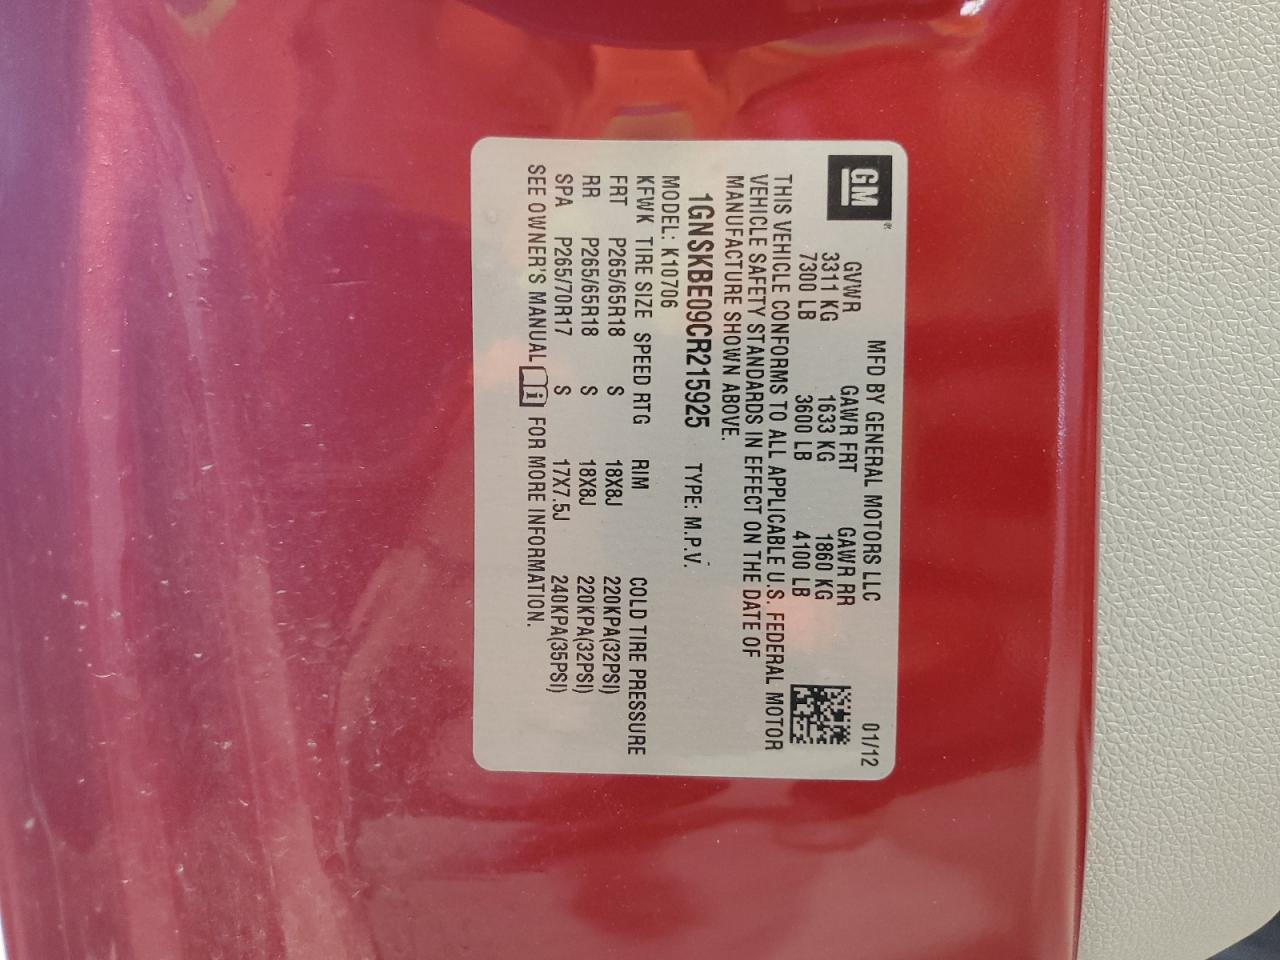 GM®
MFD BY GENERAL MOTORS LLC 01/12
GVWR GAWR FRT GAWR RR
3311 KG 1633 KG 1860 KG
7300 LB 3600 LB 4100 LB
THIS VEHICLE CONFORMS TO ALL APPLICABLE U.S. FEDERAL MOTOR
VEHICLE SAFETY STANDARDS IN EFFECT ON THE DATE OF
MANUFACTURE SHOWN ABOVE.
1GNSKBE09CR215925 TYPE: M.P.V.
MODEL: K10706
KFWK TIRE SIZE SPEED RTG RIM COLD TIRE PRESSURE
FRT P265/65R18 S 18X8J 220KPA(32PSI)
RR P265/65R18 S 18X8J 220KPA(32PSI)
SPA P265/70R17 S 17X7.5J 240KPA(35PSI)
SEE OWNER'S MANUAL i FOR MORE INFORMATION.